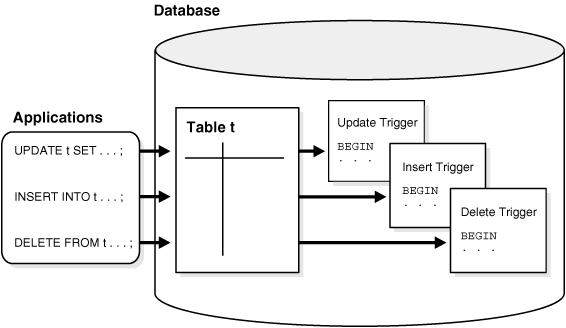 Database
Applications
UPDATE t SET . . . ;
INSERT INTO t . . . ;
DELETE FROM t . . . ;
Table t
Update Trigger
BEGIN
. . .
Insert Trigger
BEGIN
. . .
Delete Trigger
BEGIN
. . .